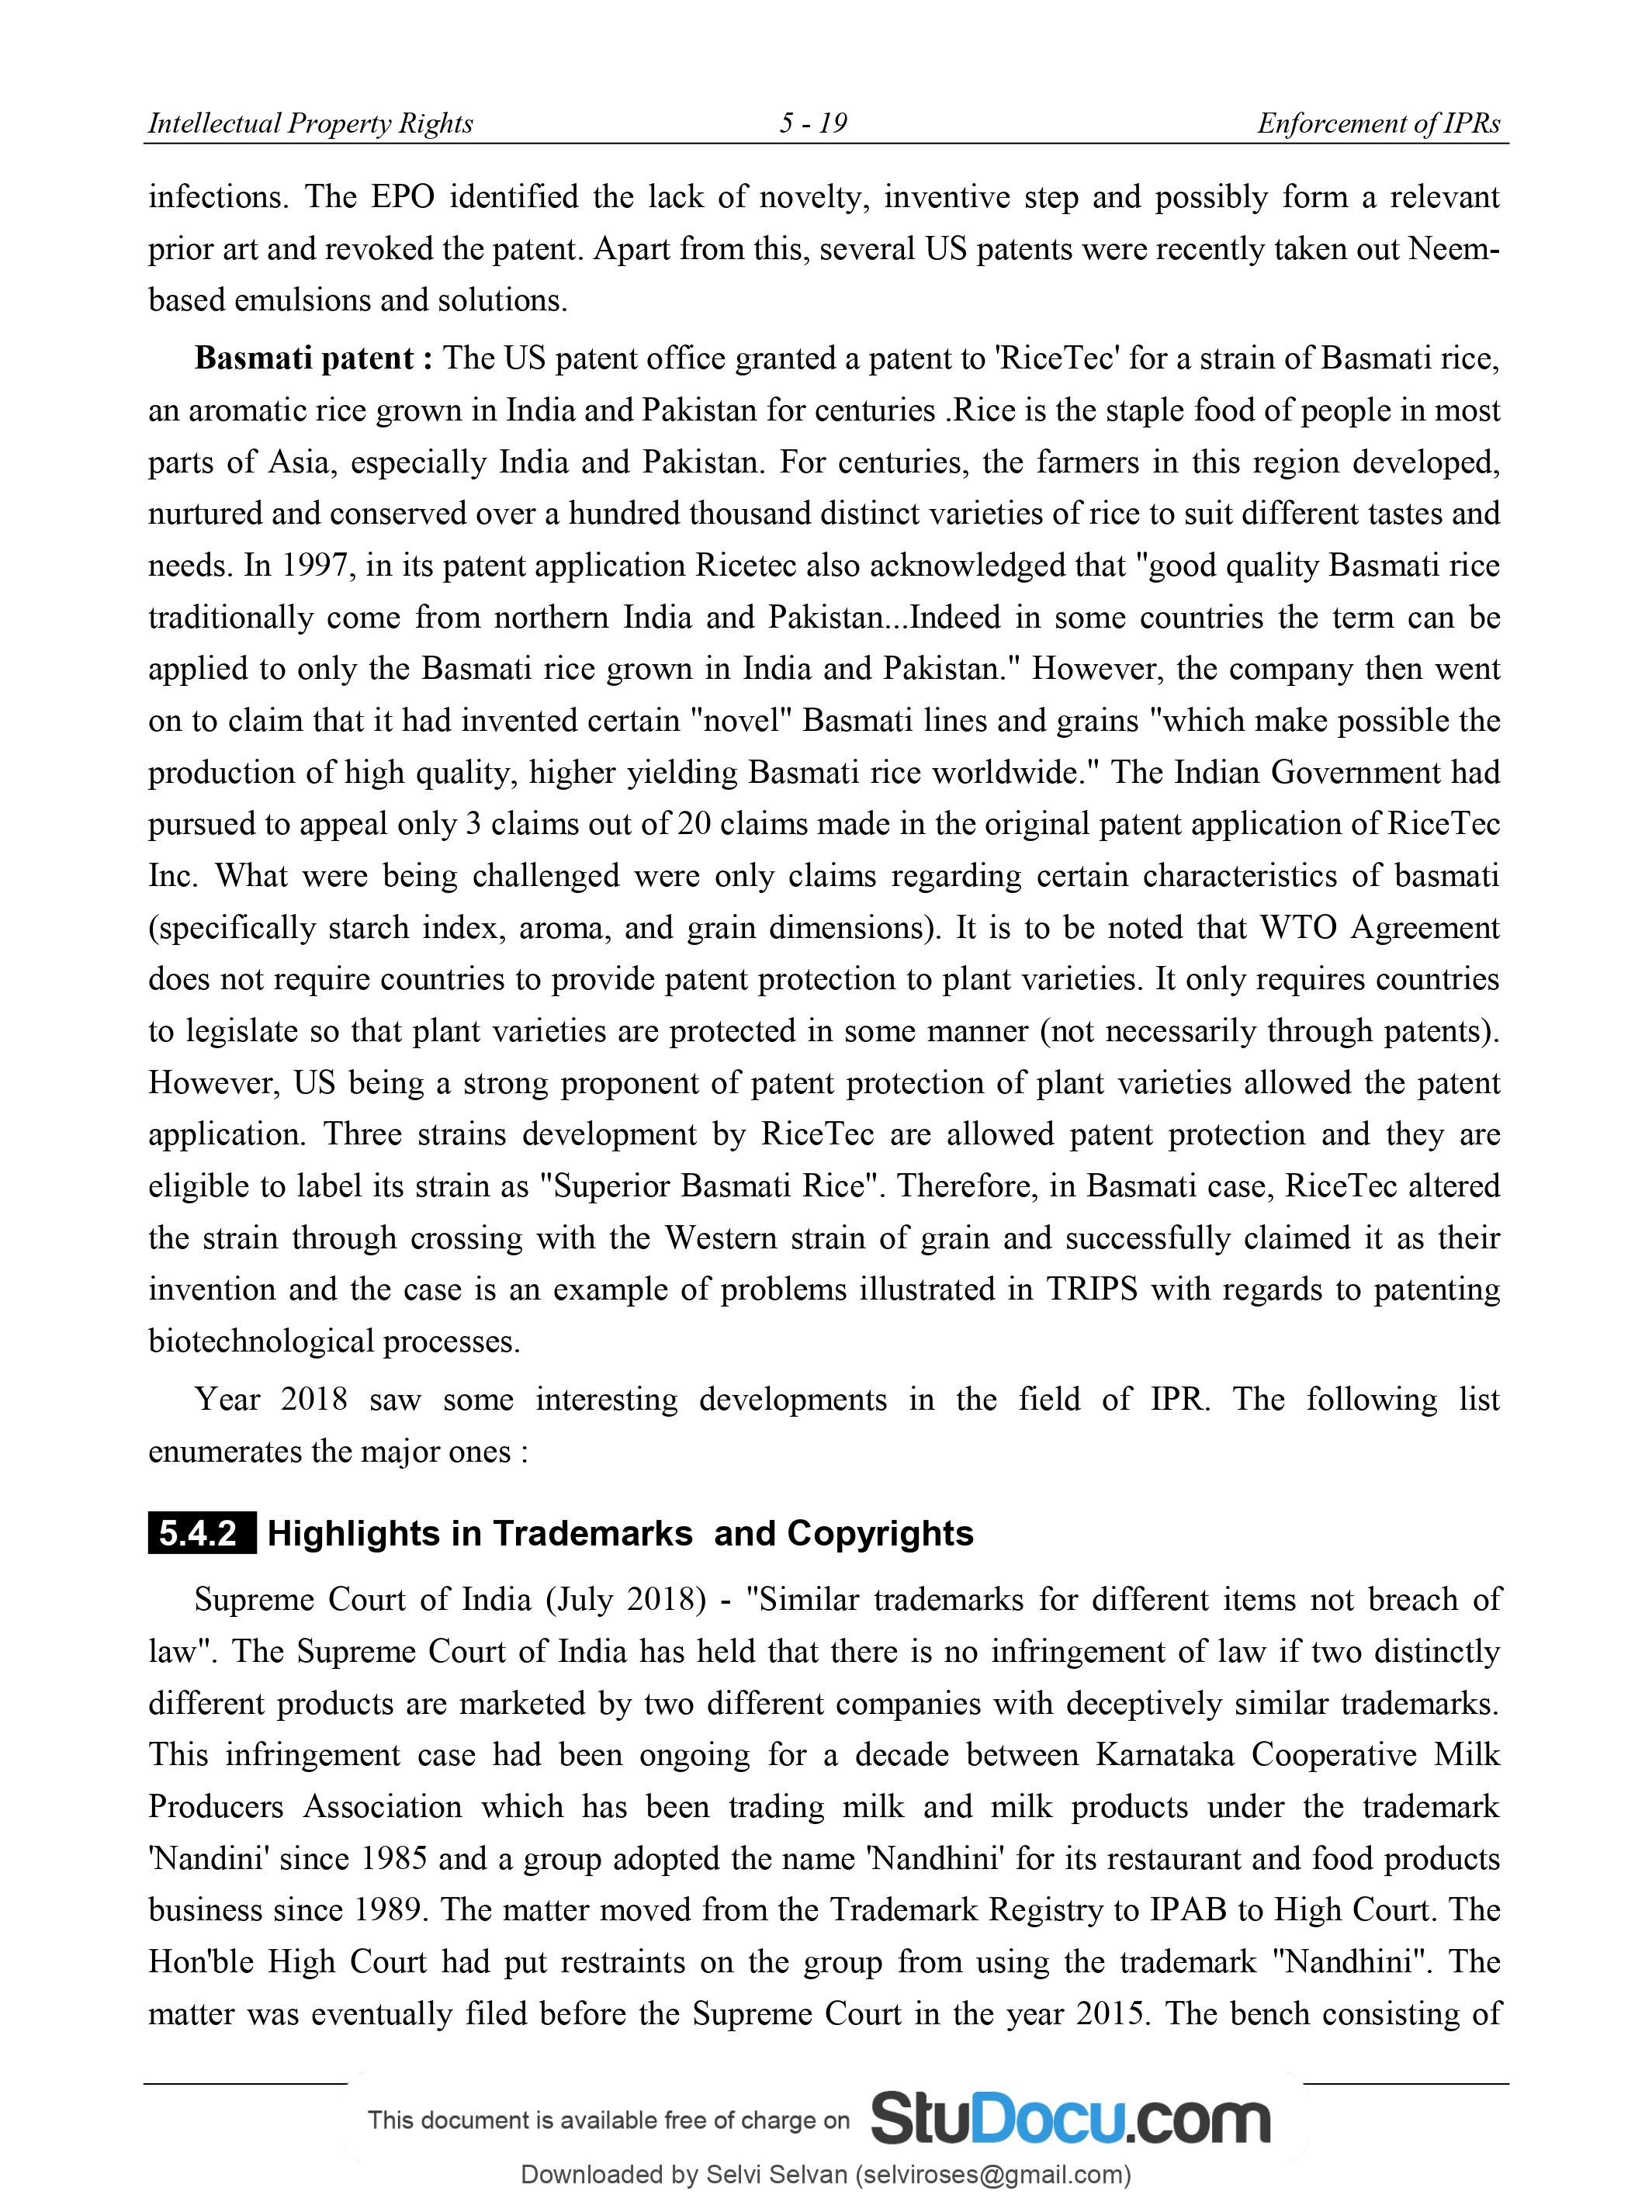 Intellectual Property Rights 5 - 19 Enforcement of IPRs
infections. The EPO identified the lack of novelty, inventive step and possibly form a relevant
prior art and revoked the patent. Apart from this, several US patents were recently taken out Neem-
based emulsions and solutions.
Basmati patent : The US patent office granted a patent to 'RiceTec' for a strain of Basmati rice,
an aromatic rice grown in India and Pakistan for centuries .Rice is the staple food of people in most
parts of Asia, especially India and Pakistan. For centuries, the farmers in this region developed,
nurtured and conserved over a hundred thousand distinct varieties of rice to suit different tastes and
needs. In 1997, in its patent application Ricetec also acknowledged that "good quality Basmati rice
traditionally come from northern India and Pakistan...Indeed in some countries the term can be
applied to only the Basmati rice grown in India and Pakistan." However, the company then went
on to claim that it had invented certain "novel" Basmati lines and grains "which make possible the
production of high quality, higher yielding Basmati rice worldwide." The Indian Government had
pursued to appeal only 3 claims out of 20 claims made in the original patent application of RiceTec
Inc. What were being challenged were only claims regarding certain characteristics of basmati
(specifically starch index, aroma, and grain dimensions). It is to be noted that WTO Agreement
does not require countries to provide patent protection to plant varieties. It only requires countries
to legislate so that plant varieties are protected in some manner (not necessarily through patents).
However, US being a strong proponent of patent protection of plant varieties allowed the patent
application. Three strains development by RiceTec are allowed patent protection and they are
eligible to label its strain as "Superior Basmati Rice". Therefore, in Basmati case, RiceTec altered
the strain through crossing with the Western strain of grain and successfully claimed it as their
invention and the case is an example of problems illustrated in TRIPS with regards to patenting
biotechnological processes.
Year 2018 saw some interesting developments in the field of IPR. The following list
enumerates the major ones :
5.4.2 Highlights in Trademarks and Copyrights
Supreme Court of India (July 2018) - "Similar trademarks for different items not breach of
law". The Supreme Court of India has held that there is no infringement of law if two distinctly
different products are marketed by two different companies with deceptively similar trademarks.
This infringement case had been ongoing for a decade between Karnataka Cooperative Milk
Producers Association which has been trading milk and milk products under the trademark
'Nandini' since 1985 and a group adopted the name 'Nandhini' for its restaurant and food products
business since 1989. The matter moved from the Trademark Registry to IPAB to High Court. The
Hon'ble High Court had put restraints on the group from using the trademark "Nandhini". The
matter was eventually filed before the Supreme Court in the year 2015. The bench consisting of
This document is available free of charge on StuDocu.com
Downloaded by Selvi Selvan (selviroses@gmail.com)